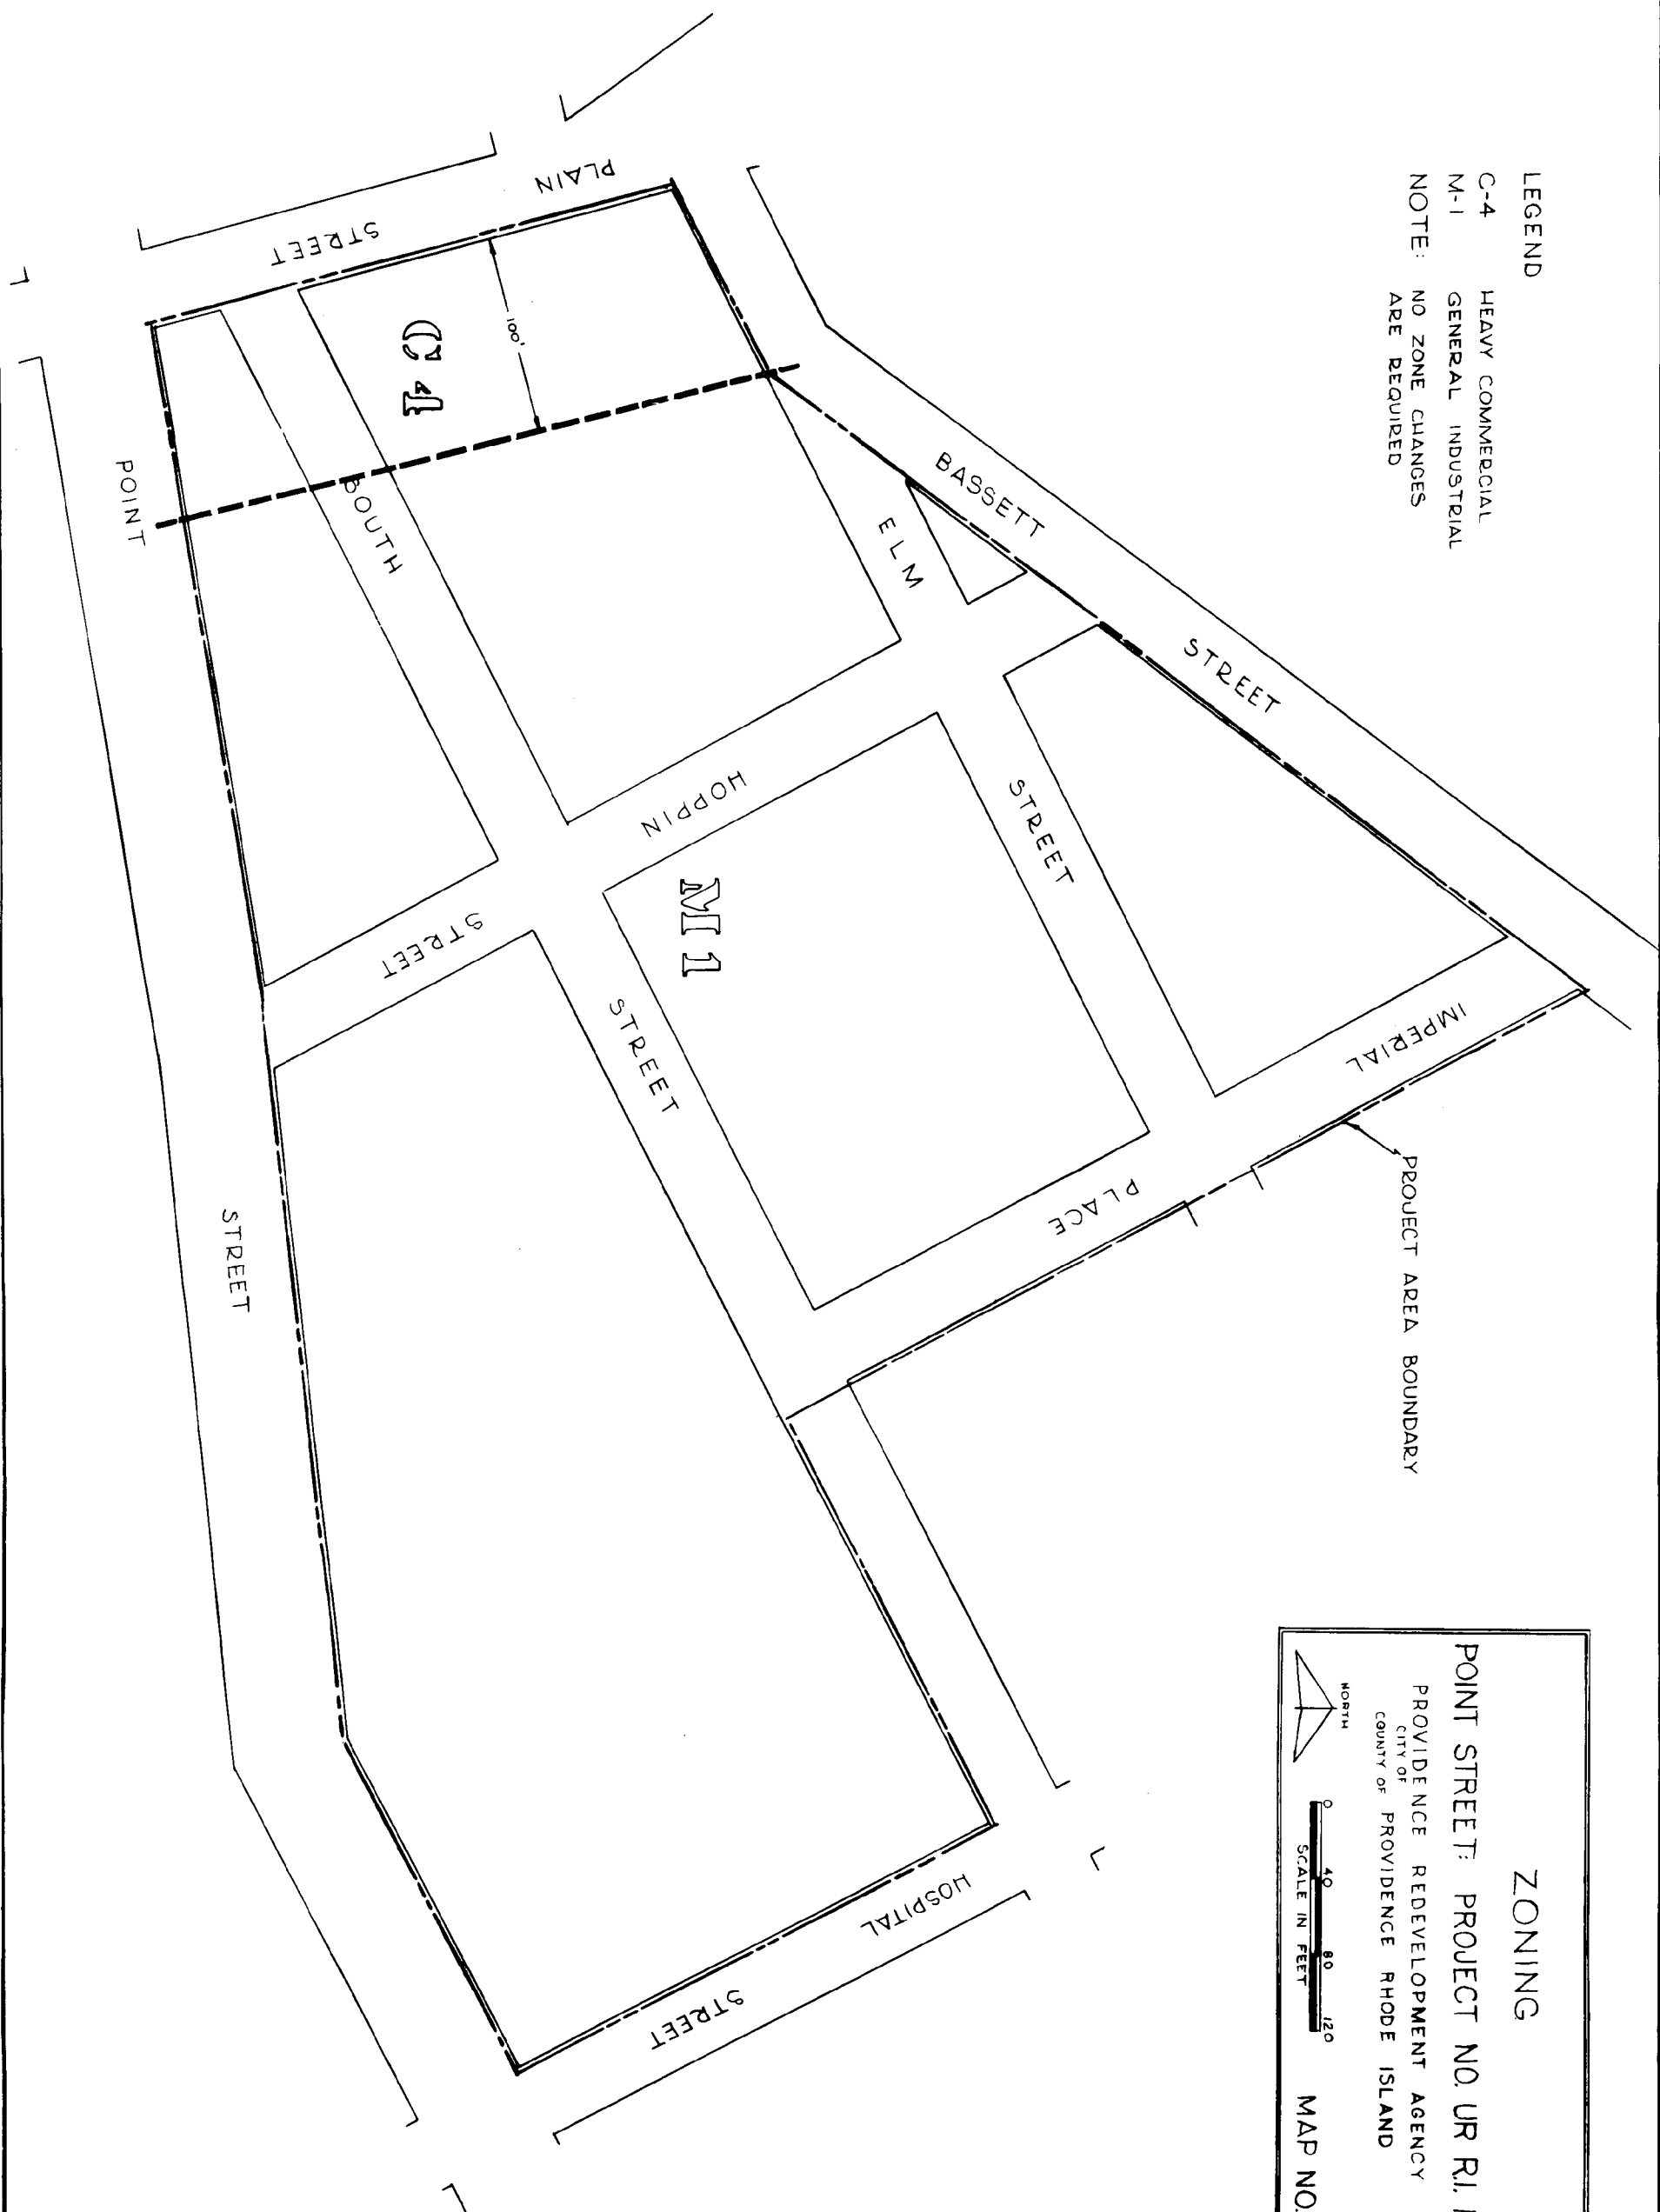 LEGEND
C-4 HEAVY COMMERCIAL
M-1 GENERAL INDUSTRIAL
NOTE: NO ZONE CHANGES
ARE REQUIRED
BASSETT
STREET
ELM
STREET
IMPERIAL
PLACE
PROJECT AREA BOUNDARY
PLAIN
STREET
100'
C 4
HOPPIN
STREET
M 1
SOUTH
STREET
POINT
STREET
HOSPITAL
STREET
ZONING
POINT STREET: PROJECT NO. UR R.I.
PROVIDENCE REDEVELOPMENT AGENCY
CITY OF
COUNTY OF PROVIDENCE RHODE ISLAND
NORTH
0 40 80 120
SCALE IN FEET
MAP NO.